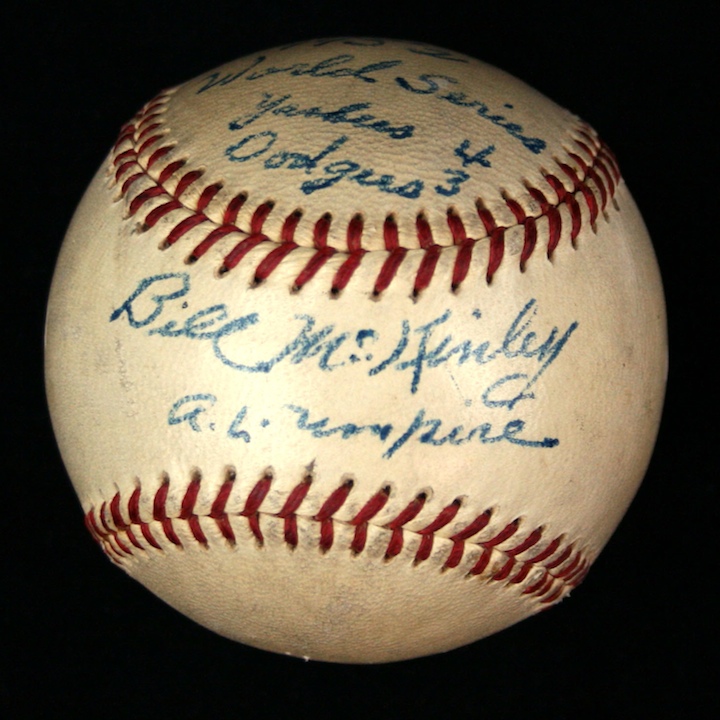 World Series
Yankees 4
Dodgers 3
Bill McKinley
A.L. Umpire